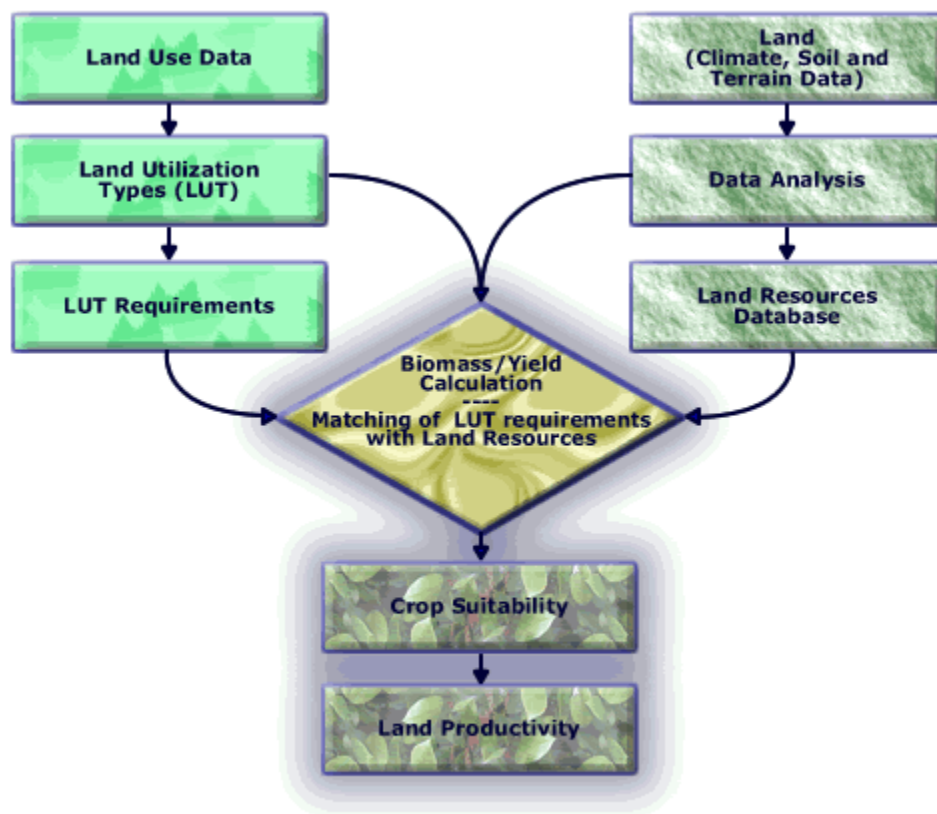 Land Use Data
Land
(Climate, Soil and
Terrain Data)
Land Utilization
Types (LUT)
Data Analysis
LUT Requirements
Land Resources
Database
Biomass/Yield
Calculation
----
Matching of LUT requirements
with Land Resources
Crop Suitability
Land Productivity